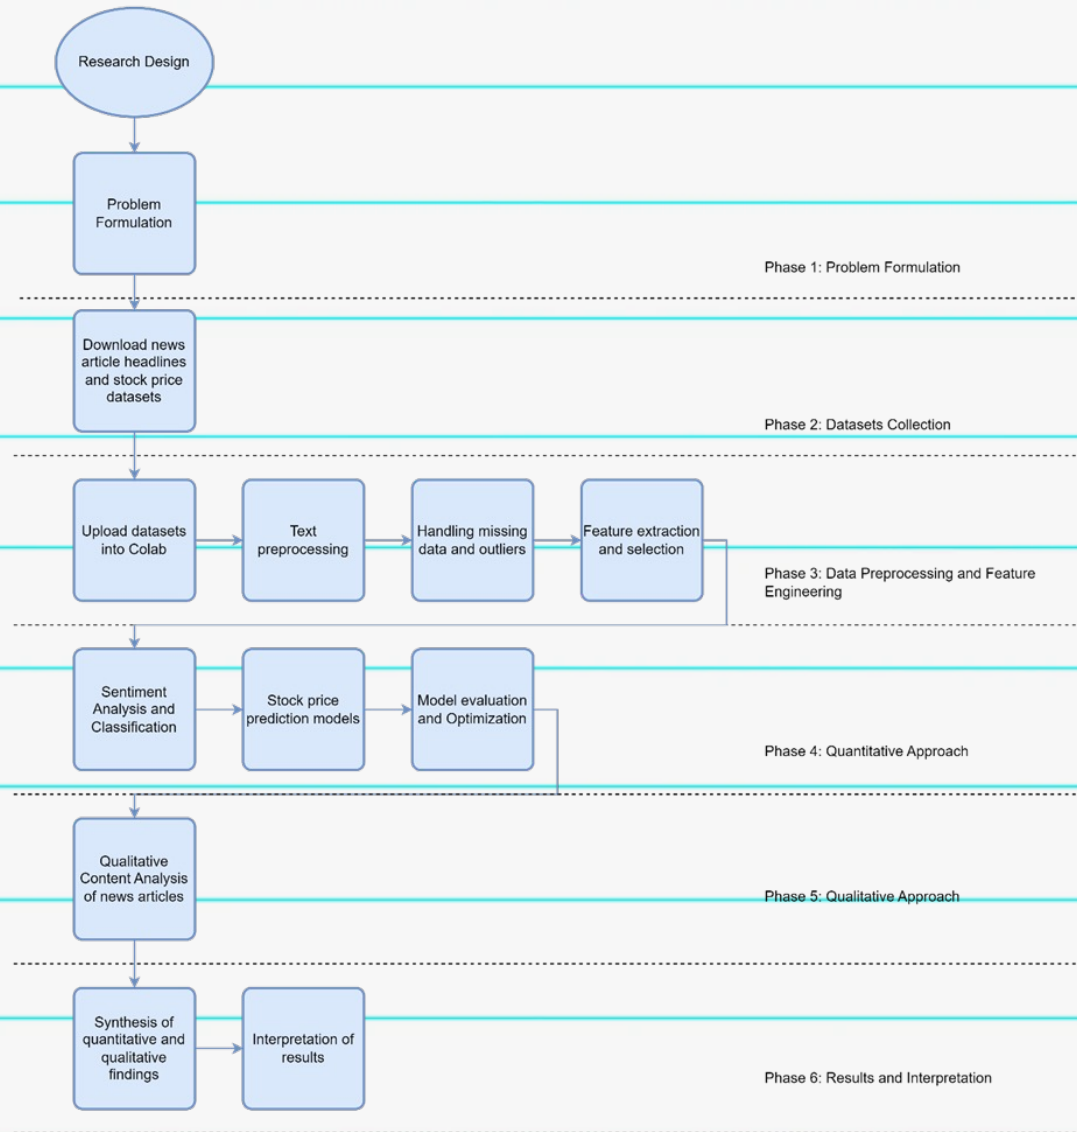 Research Design
Problem
Formulation
Phase 1: Problem Formulation
Download news
article headlines
and stock price
datasets
Phase 2: Datasets Collection
Upload datasets
into Colab
Text
preprocessing
Handling missing
data and outliers
Feature extraction
and selection
Phase 3: Data Preprocessing and Feature
Engineering
Sentiment
Analysis and
Classification
Stock price
prediction models
Model evaluation
and Optimization
Phase 4: Quantitative Approach
Qualitative
Content Analysis
of news articles
Phase 5: Qualitative Approach
Synthesis of
quantitative and
qualitative
findings
Interpretation of
results
Phase 6: Results and Interpretation